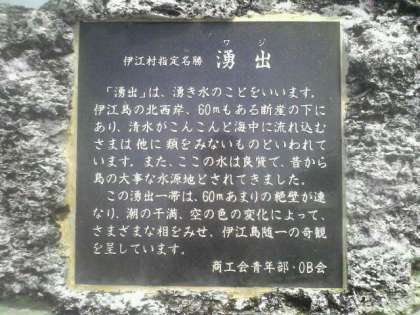 ワジ
伊江村指定名勝 湧出
「湧出」は、湧き水のことをいいます。
伊江島の北西岸、60mもある断崖の下に
あり、清水がこんこんと海中に流れ込む
さまは他に類をみないものといわれて
います。また、ここの水は良質で、昔から
島の大事な水源地とされてきました。
この湧出一帯は、60mあまりの絶壁が連
なり、潮の干満、空の色の変化によって、
さまざまな相をみせ、伊江島随一の奇観
を呈しています。
商工会青年部・OB会